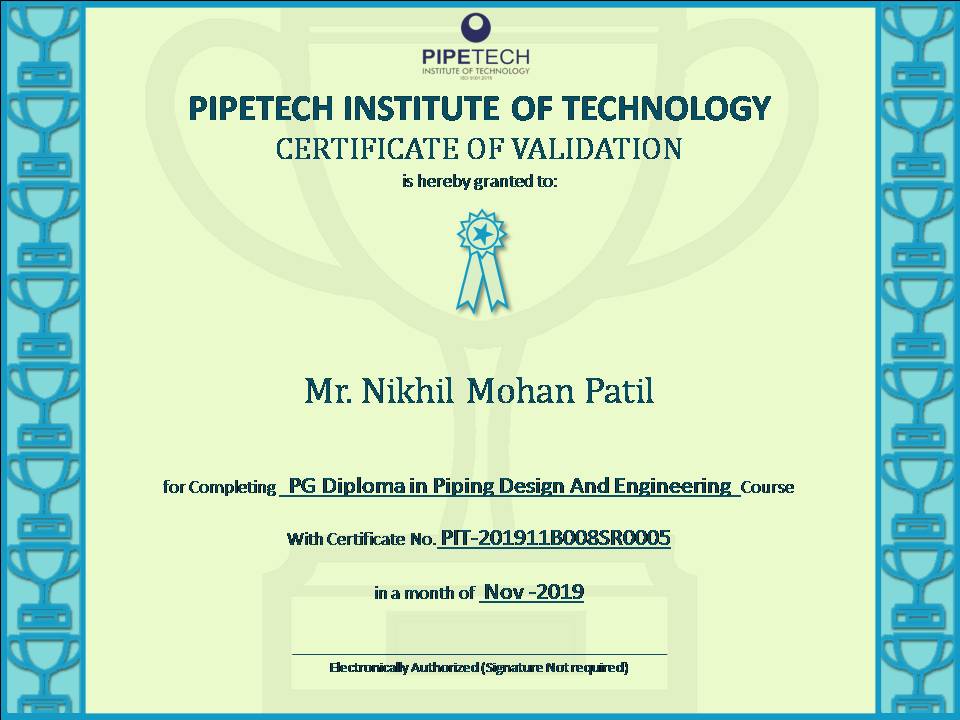 PIPETECH
INSTITUTE OF TECHNOLOGY
ISO 9001:2015
PIPETECH INSTITUTE OF TECHNOLOGY
CERTIFICATE OF VALIDATION
is hereby granted to:
Mr. Nikhil Mohan Patil
for Completing PG Diploma in Piping Design And Engineering Course
With Certificate No. PIT-201911B008SR0005
in a month of Nov -2019
Electronically Authorized (Signature Not required)